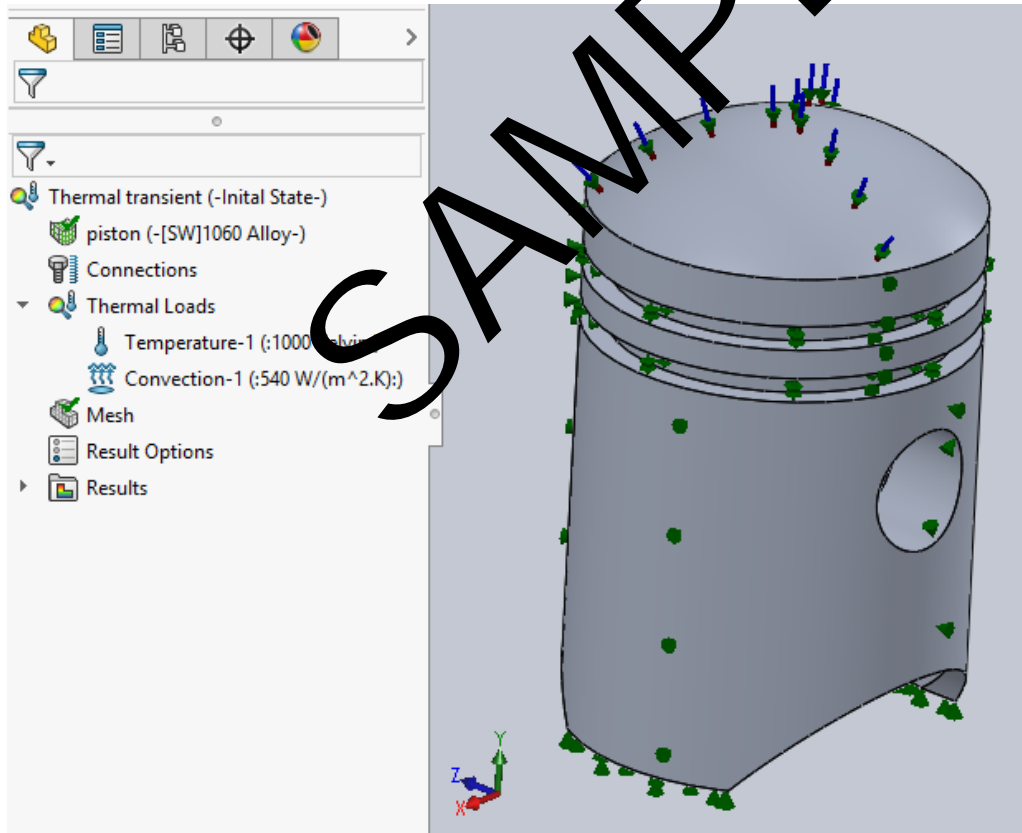 SAMPL
Thermal transient (-Inital State-)
piston (-[SW]1060 Alloy-)
Connections
Thermal Loads
Temperature-1 (:1000
Convection-1 (:540 W/(m^2.K):)
Mesh
Result Options
Results
Y
Z
X